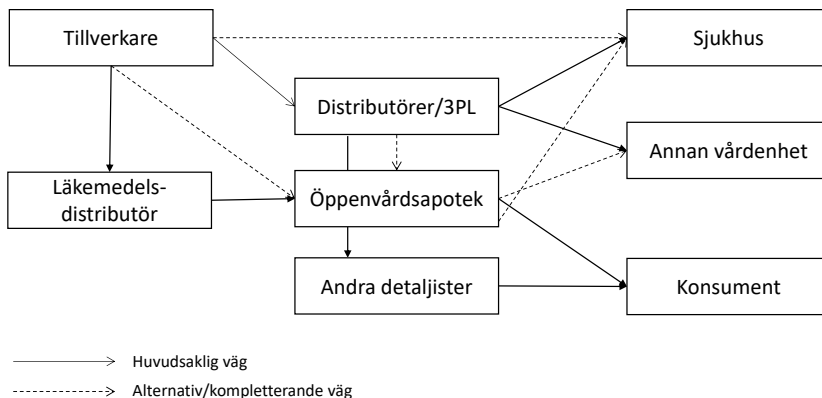 Tillverkare
Sjukhus
Distributörer/3PL
Annan vårdenhet
Läkemedels-
distributör
Öppenvårdsapotek
Andra detaljister
Konsument
Huvudsaklig väg
Alternativ/kompletterande väg